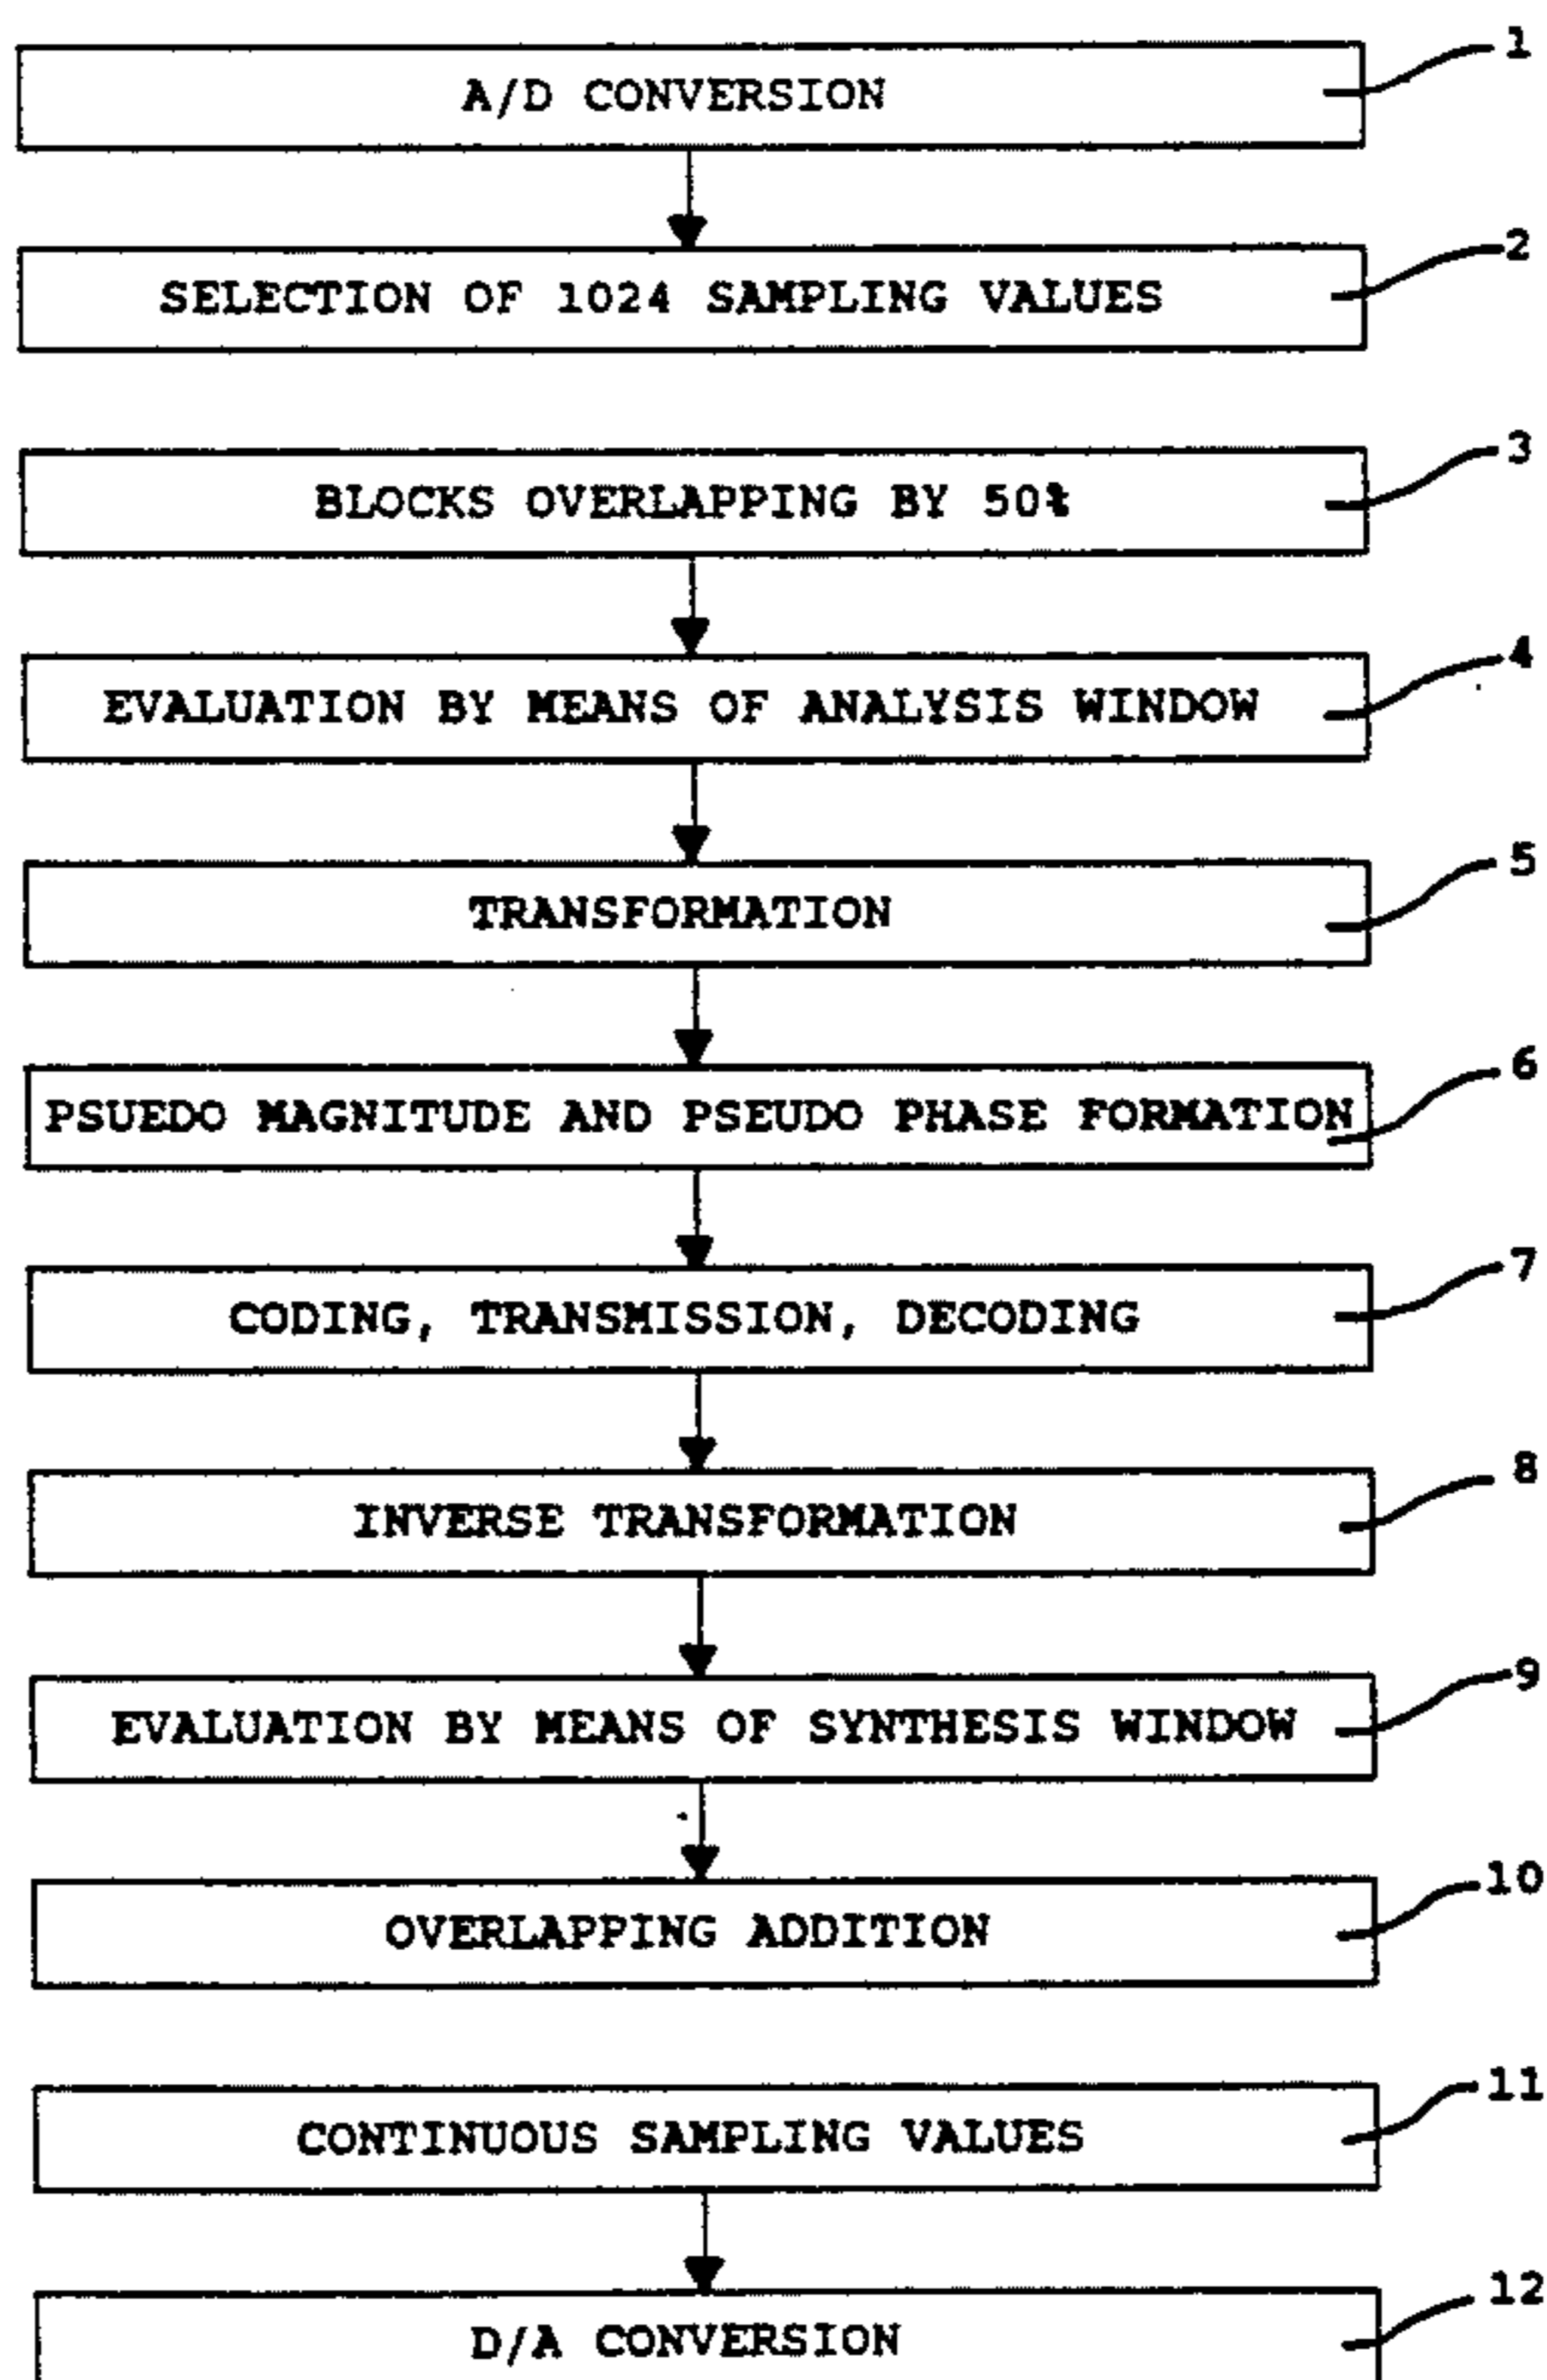 1
A/D CONVERSION
2
SELECTION OF 1024 SAMPLING VALUES
3
BLOCKS OVERLAPPING BY 50%
4
EVALUATION BY MEANS OF ANALYSIS WINDOW
5
TRANSFORMATION
6
PSUEDO MAGNITUDE AND PSEUDO PHASE FORMATION
7
CODING, TRANSMISSION, DECODING
8
INVERSE TRANSFORMATION
9
EVALUATION BY MEANS OF SYNTHESIS WINDOW
10
OVERLAPPING ADDITION
11
CONTINUOUS SAMPLING VALUES
12
D/A CONVERSION